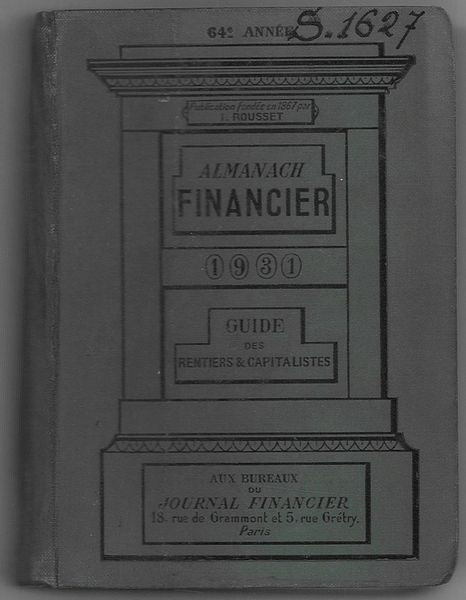 64e ANNÉE
S.1627
Publication fondée en 1867 par
I. ROUSSET
ALMANACH
FINANCIER
1931
GUIDE
DES
RENTIERS & CAPITALISTES
AUX BUREAUX
DU
JOURNAL FINANCIER
18, rue de Grammont et 5, rue Grétry.
Paris